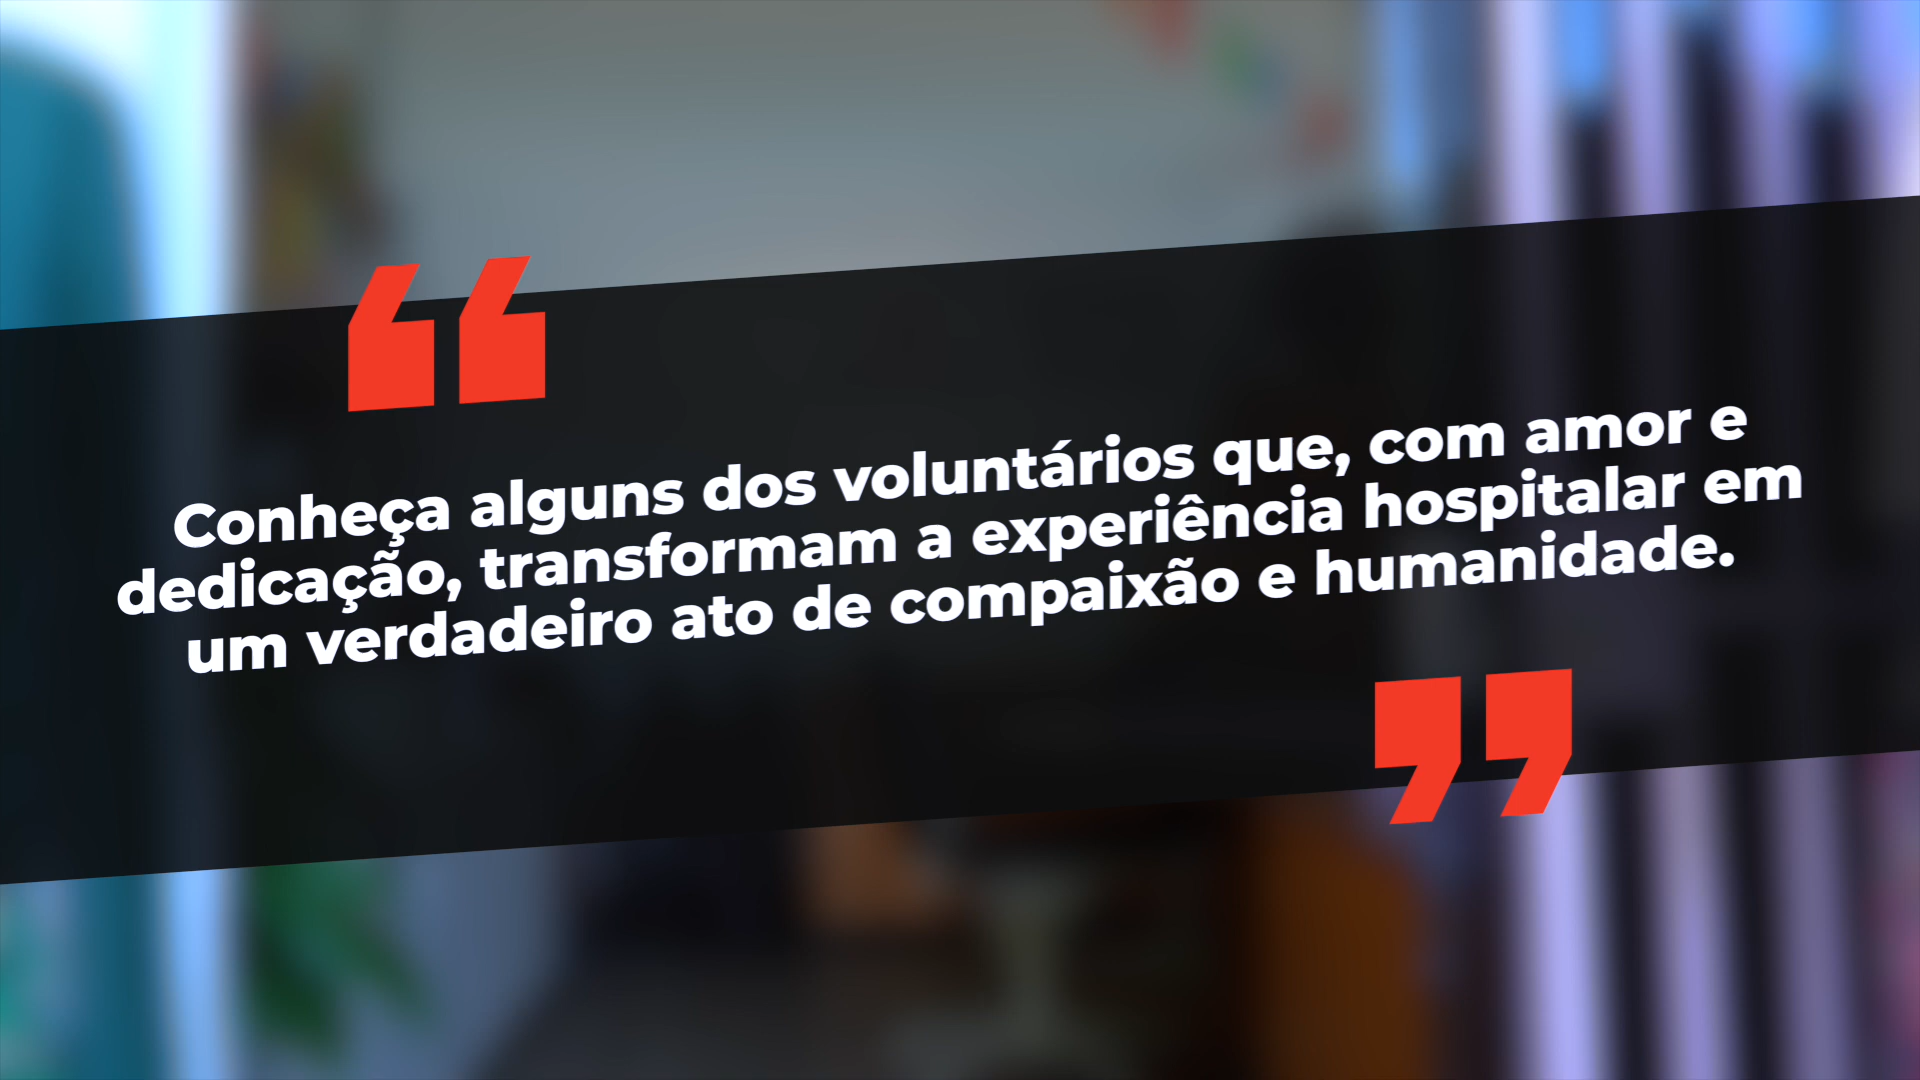 “
Conheça alguns dos voluntários que, com amor e
dedicação, transformam a experiência hospitalar em
um verdadeiro ato de compaixão e humanidade.
”